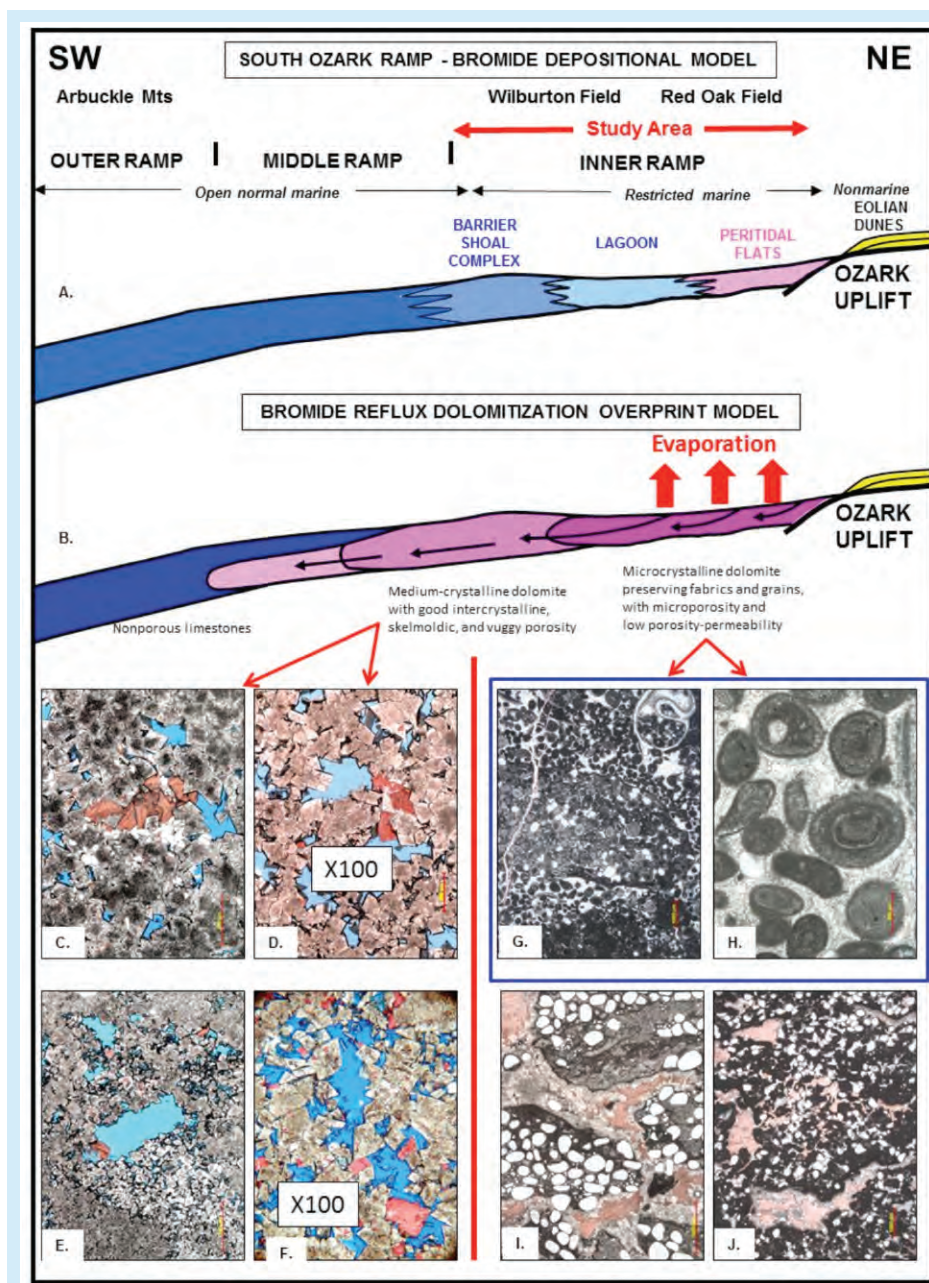 SW
NE
SOUTH OZARK RAMP - BROMIDE DEPOSITIONAL MODEL
Arbuckle Mts
Wilburton Field
Red Oak Field
Study Area
OUTER RAMP
MIDDLE RAMP
INNER RAMP
Open normal marine
Restricted marine
Nonmarine
EOLIAN
DUNES
BARRIER
SHOAL
COMPLEX
LAGOON
PERITIDAL
FLATS
A.
OZARK
UPLIFT
BROMIDE REFLUX DOLOMITIZATION OVERPRINT MODEL
Evaporation
B.
OZARK
UPLIFT
Nonporous limestones
Medium-crystalline dolomite
with good intercrystalline,
skelmoldic, and vuggy porosity
Microcrystalline dolomite
preserving fabrics and grains,
with microporosity and
low porosity-permeability
C.
X100
D.
G.
H.
E.
X100
F.
I.
J.